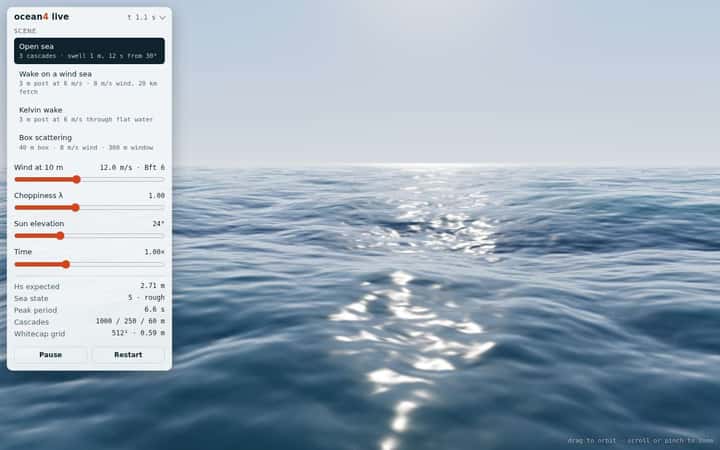 ocean4 live t 1.1 s
SCENE
Open sea
3 cascades · swell 1 m, 12 s from 30°
Wake on a wind sea
3 m post at 6 m/s · 8 m/s wind, 20 km
fetch
Kelvin wake
3 m post at 6 m/s through flat water
Box scattering
40 m box · 8 m/s wind · 300 m window
Wind at 10 m 12.0 m/s · Bft 6
Choppiness λ 1.00
Sun elevation 24°
Time 1.00×
Hs expected 2.71 m
Sea state 5 · rough
Peak period 6.6 s
Cascades 1000 / 250 / 60 m
Whitecap grid 512² · 0.59 m
Pause Restart
drag to orbit · scroll or pinch to zoom